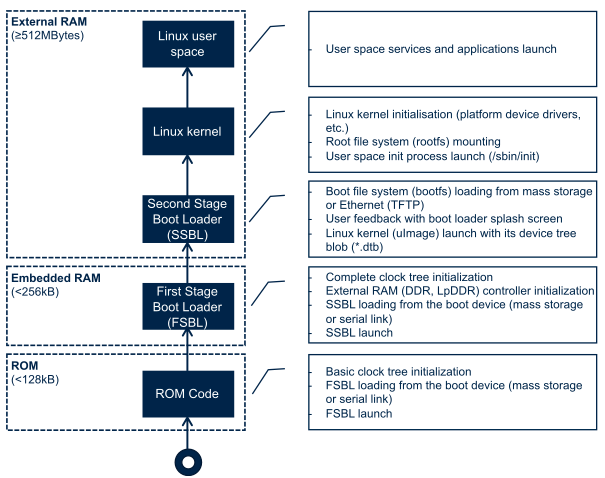 External RAM
(≥512MBytes)
Linux user
space
- User space services and applications launch
Linux kernel
- Linux kernel initialisation (platform device drivers,
etc.)
- Root file system (rootfs) mounting
- User space init process launch (/sbin/init)
Second Stage
Boot Loader
(SSBL)
- Boot file system (bootfs) loading from mass storage
or Ethernet (TFTP)
- User feedback with boot loader splash screen
- Linux kernel (uImage) launch with its device tree
blob (*.dtb)
Embedded RAM
(<256kB)
First Stage
Boot Loader
(FSBL)
- Complete clock tree initialization
- External RAM (DDR, LpDDR) controller initialization
- SSBL loading from the boot device (mass storage
or serial link)
- SSBL launch
ROM
(<128kB)
ROM Code
- Basic clock tree initialization
- FSBL loading from the boot device (mass storage
or serial link)
- FSBL launch